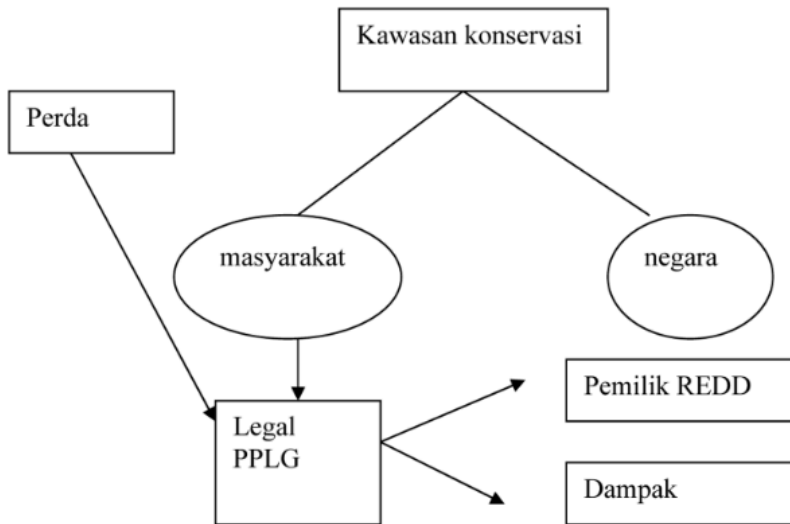 Kawasan konservasi
Perda
masyarakat
negara
Pemilik REDD
Legal
PPLG
Dampak